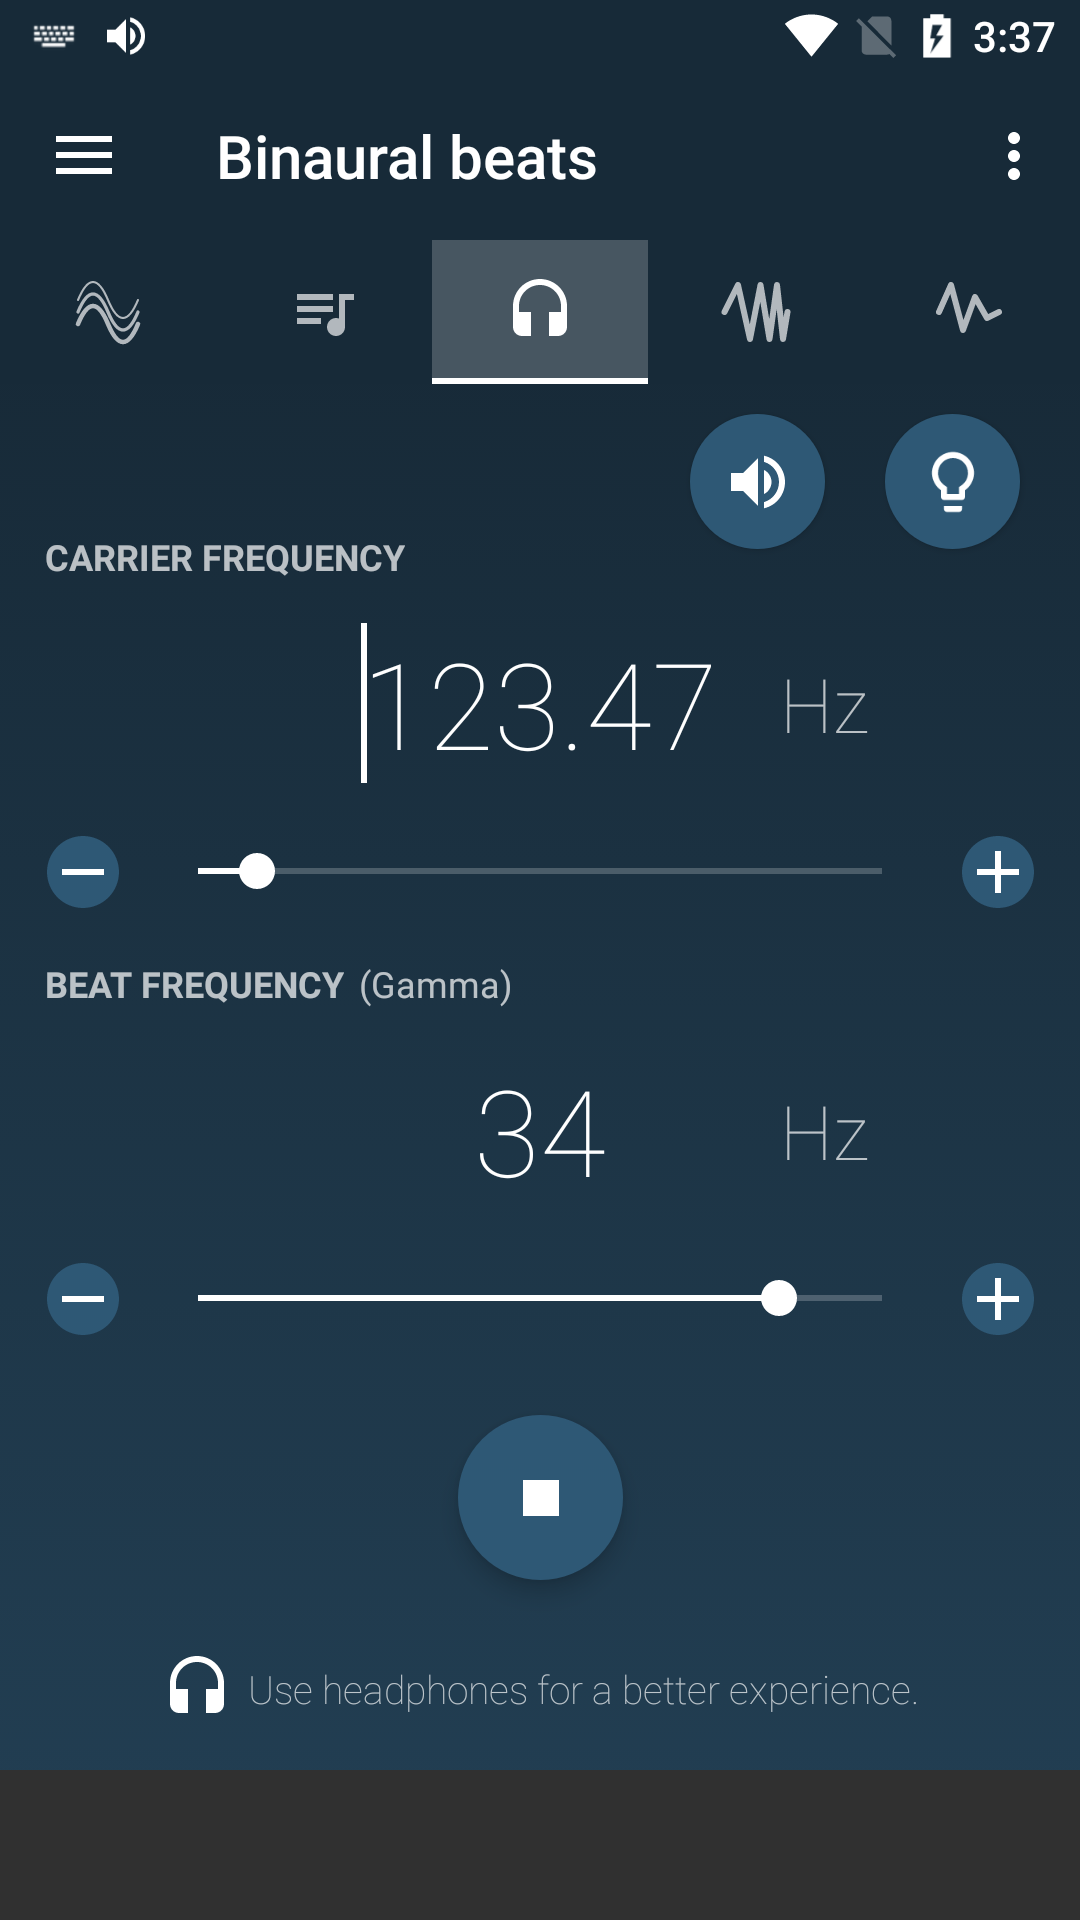 3:37
Binaural beats
CARRIER FREQUENCY
123.47 Hz
BEAT FREQUENCY (Gamma)
34 Hz
Use headphones for a better experience.